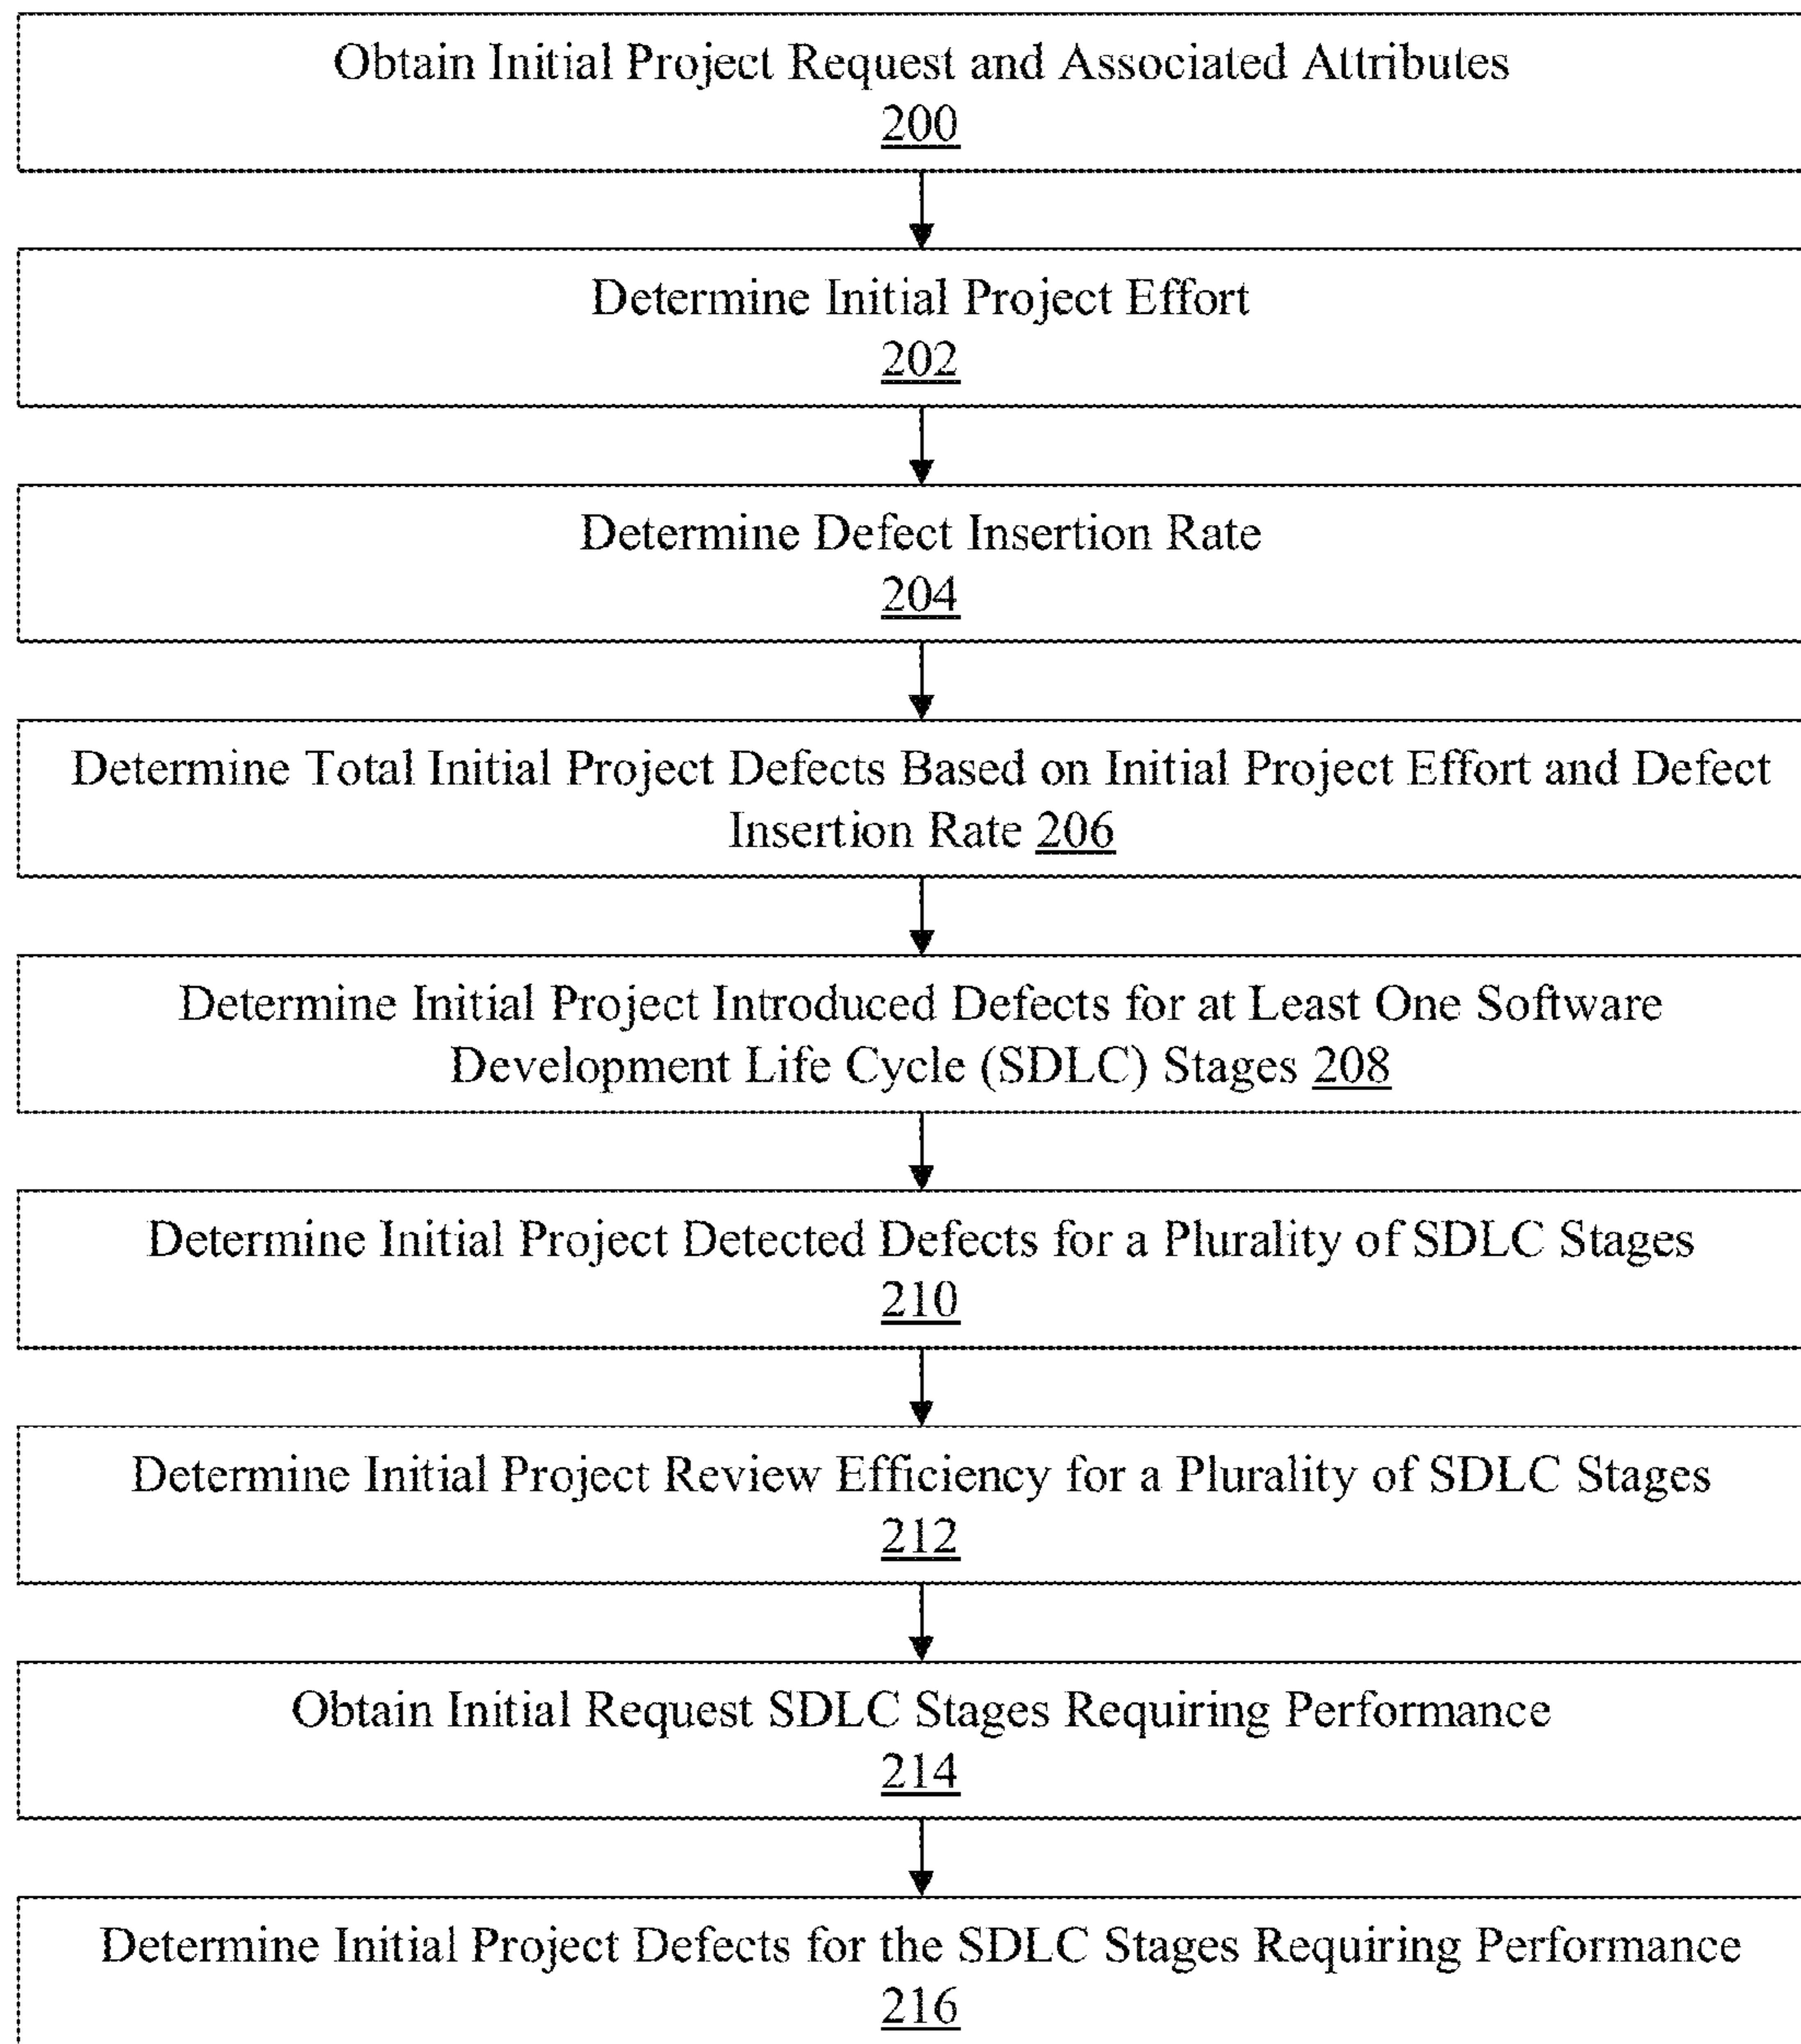 Obtain Initial Project Request and Associated Attributes
200
Determine Initial Project Effort
202
Determine Defect Insertion Rate
204
Determine Total Initial Project Defects Based on Initial Project Effort and Defect
Insertion Rate 206
Determine Initial Project Introduced Defects for at Least One Software
Development Life Cycle (SDLC) Stages 208
Determine Initial Project Detected Defects for a Plurality of SDLC Stages
210
Determine Initial Project Review Efficiency for a Plurality of SDLC Stages
212
Obtain Initial Request SDLC Stages Requiring Performance
214
Determine Initial Project Defects for the SDLC Stages Requiring Performance
216